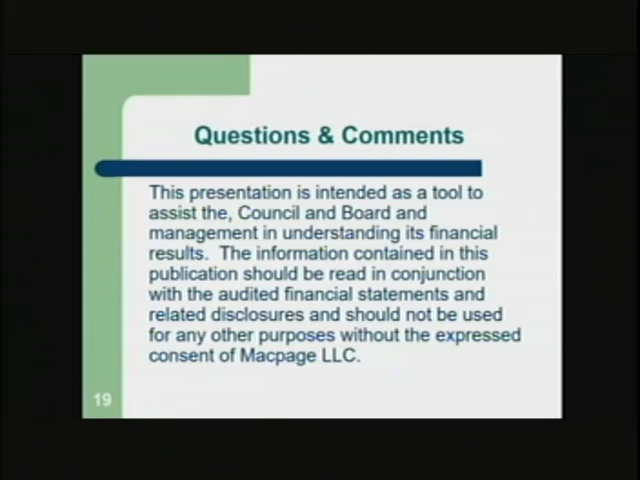 Questions & Comments
This presentation is intended as a tool to
assist the, Council and Board and
management in understanding its financial
results.  The information contained in this
publication should be read in conjunction
with the audited financial statements and
related disclosures and should not be used
for any other purposes without the expressed
consent of Macpage LLC.
19